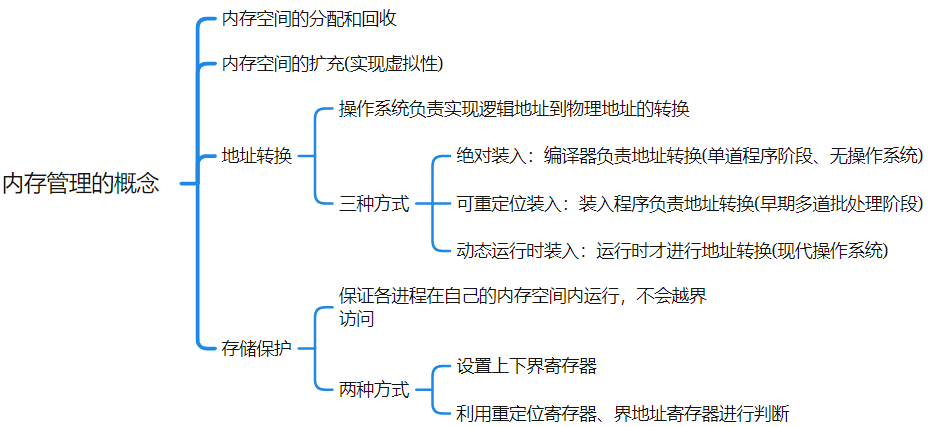 内存管理的概念
内存空间的分配和回收
内存空间的扩充(实现虚拟性)
地址转换
操作系统负责实现逻辑地址到物理地址的转换
三种方式
绝对装入：编译器负责地址转换(单道程序阶段、无操作系统)
可重定位装入：装入程序负责地址转换(早期多道批处理阶段)
动态运行时装入：运行时才进行地址转换(现代操作系统)
存储保护
保证各进程在自己的内存空间内运行，不会越界
访问
两种方式
设置上下界寄存器
利用重定位寄存器、界地址寄存器进行判断